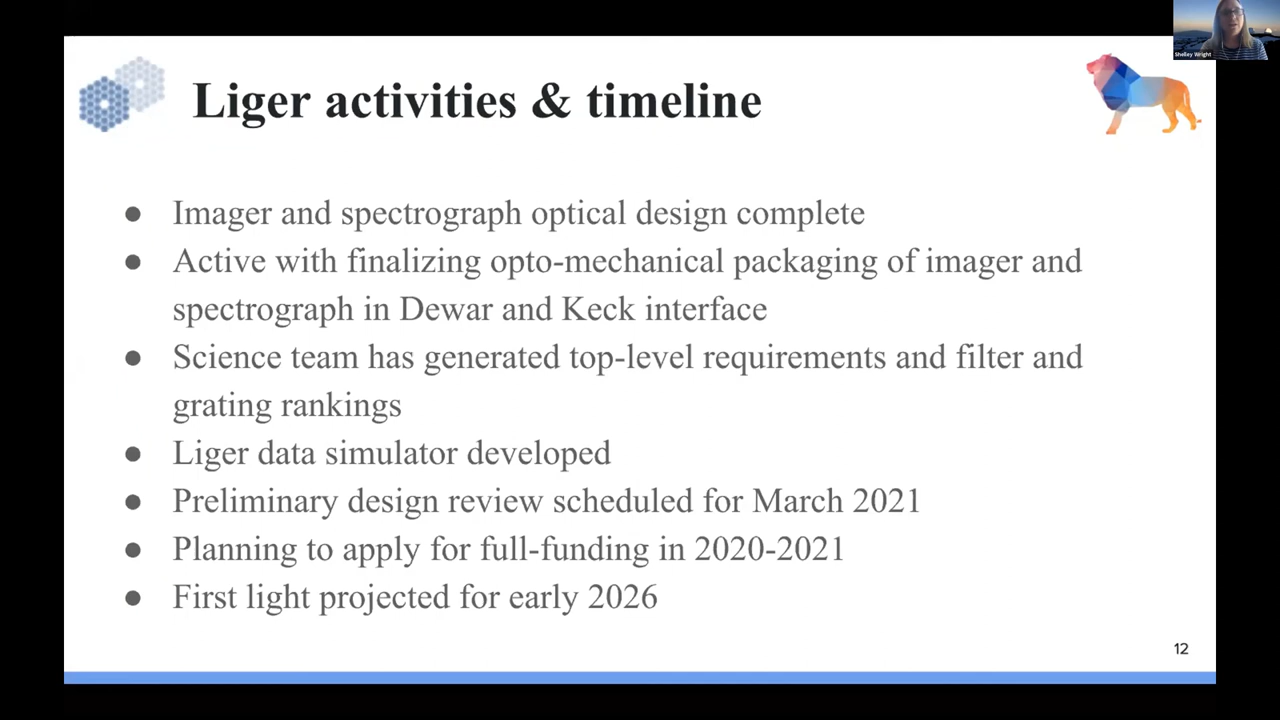 Shelley Wright
Liger activities & timeline
● Imager and spectrograph optical design complete
● Active with finalizing opto-mechanical packaging of imager and
spectrograph in Dewar and Keck interface
● Science team has generated top-level requirements and filter and
grating rankings
● Liger data simulator developed
● Preliminary design review scheduled for March 2021
● Planning to apply for full-funding in 2020-2021
● First light projected for early 2026
12